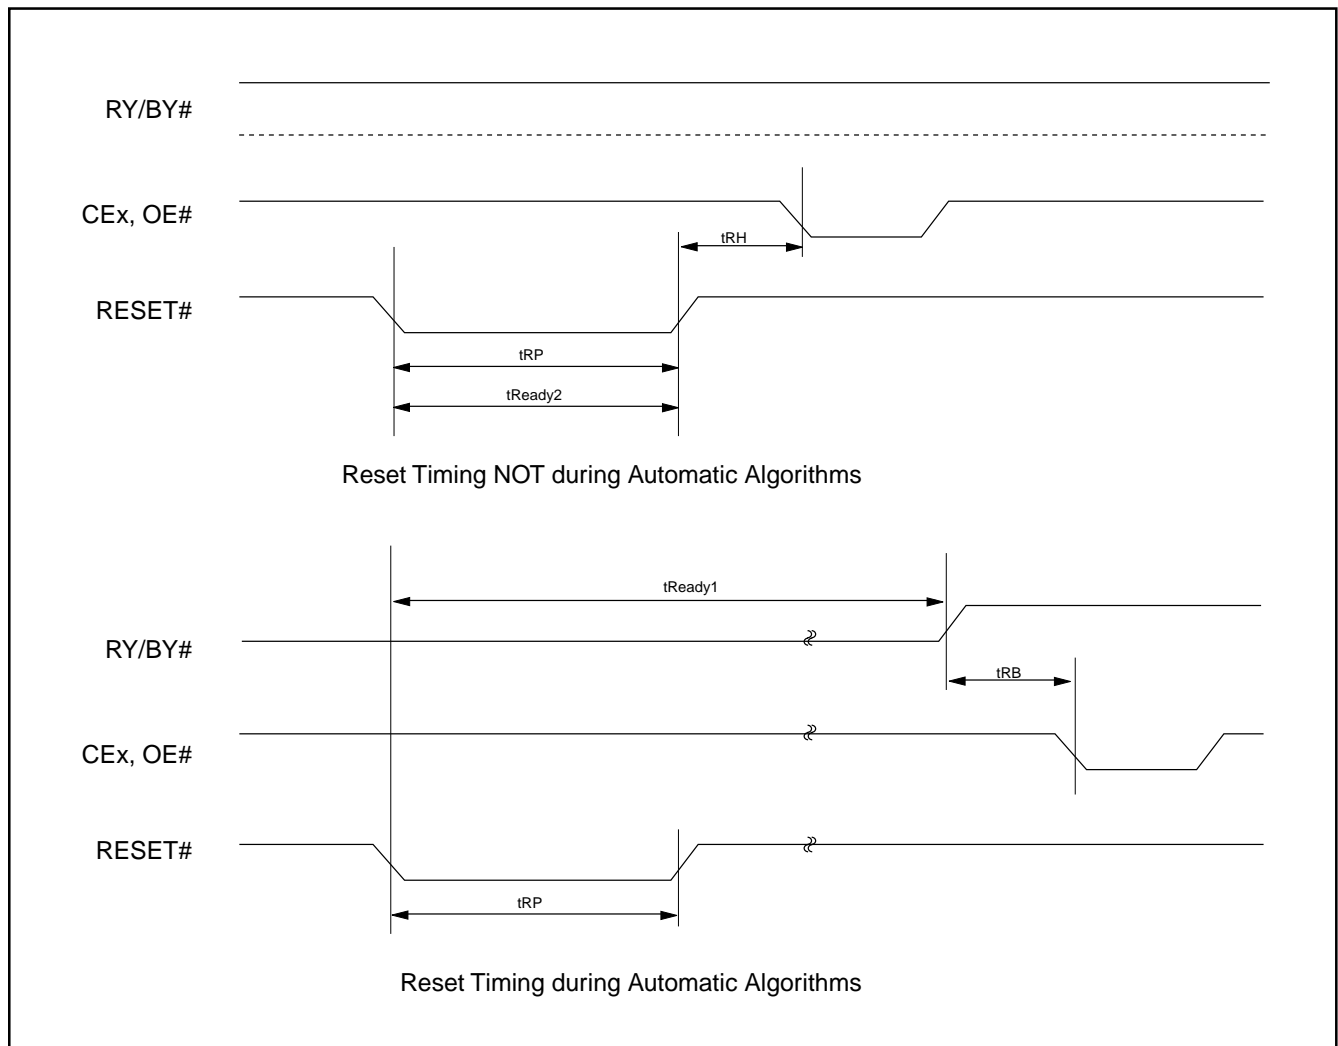 RY/BY#
CEx, OE#
tRH
RESET#
tRP
tReady2
Reset Timing NOT during Automatic Algorithms
tReady1
RY/BY#
tRB
CEx, OE#
RESET#
tRP
Reset Timing during Automatic Algorithms